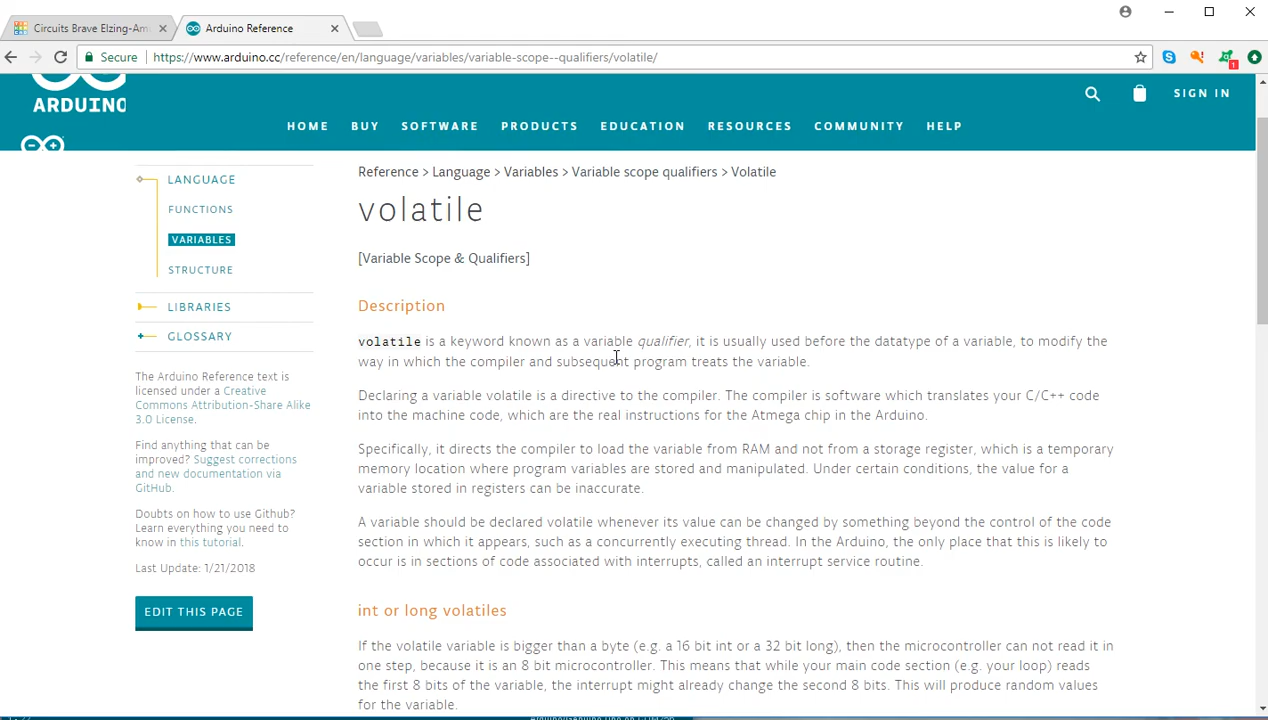 Circuits Brave Elzing-Am
Arduino Reference
Secure
https://www.arduino.cc/reference/en/language/variables/variable-scope--qualifiers/volatile/
1
ARDUINO
SIGN IN
HOME
BUY
SOFTWARE
PRODUCTS
EDUCATION
RESOURCES
COMMUNITY
HELP
LANGUAGE
FUNCTIONS
VARIABLES
STRUCTURE
LIBRARIES
GLOSSARY
The Arduino Reference text is
licensed under a Creative
Commons Attribution-Share Alike
3.0 License.
Find anything that can be
improved? Suggest corrections
and new documentation via
GitHub.
Doubts on how to use Github?
Learn everything you need to
know in this tutorial.
Last Update: 1/21/2018
EDIT THIS PAGE
Reference > Language > Variables > Variable scope qualifiers > Volatile
volatile
[Variable Scope & Qualifiers]
Description
volatile is a keyword known as a variable qualifier, it is usually used before the datatype of a variable, to modify the
way in which the compiler and subsequent program treats the variable.
Declaring a variable volatile is a directive to the compiler. The compiler is software which translates your C/C++ code
into the machine code, which are the real instructions for the Atmega chip in the Arduino.
Specifically, it directs the compiler to load the variable from RAM and not from a storage register, which is a temporary
memory location where program variables are stored and manipulated. Under certain conditions, the value for a
variable stored in registers can be inaccurate.
A variable should be declared volatile whenever its value can be changed by something beyond the control of the code
section in which it appears, such as a concurrently executing thread. In the Arduino, the only place that this is likely to
occur is in sections of code associated with interrupts, called an interrupt service routine.
int or long volatiles
If the volatile variable is bigger than a byte (e.g. a 16 bit int or a 32 bit long), then the microcontroller can not read it in
one step, because it is an 8 bit microcontroller. This means that while your main code section (e.g. your loop) reads
the first 8 bits of the variable, the interrupt might already change the second 8 bits. This will produce random values
for the variable.